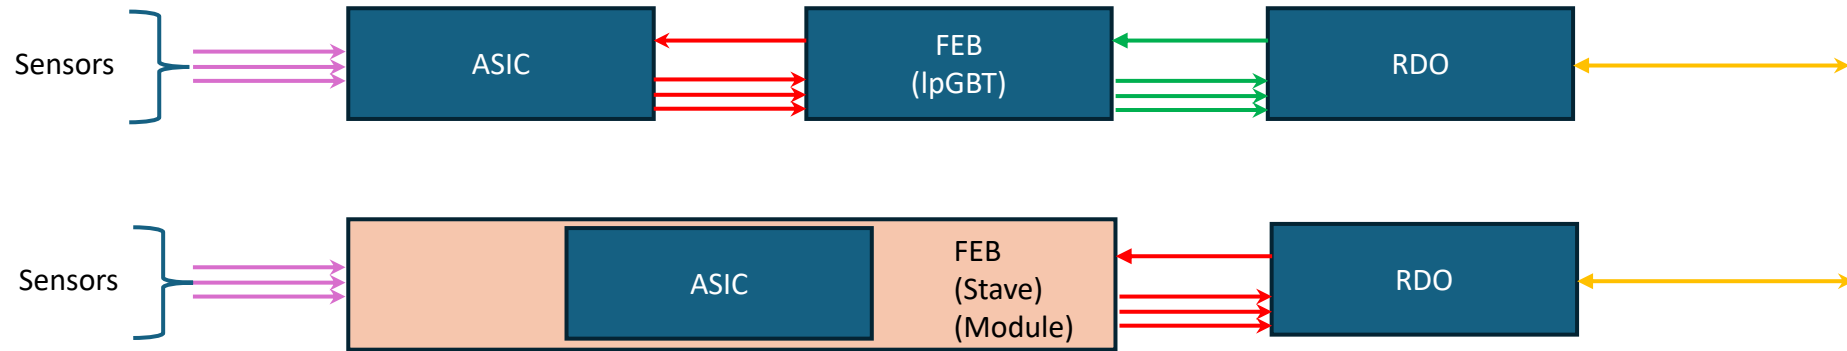 Sensors
ASIC
FEB
(lpGBT)
RDO
Sensors
ASIC
FEB
(Stave)
(Module)
RDO